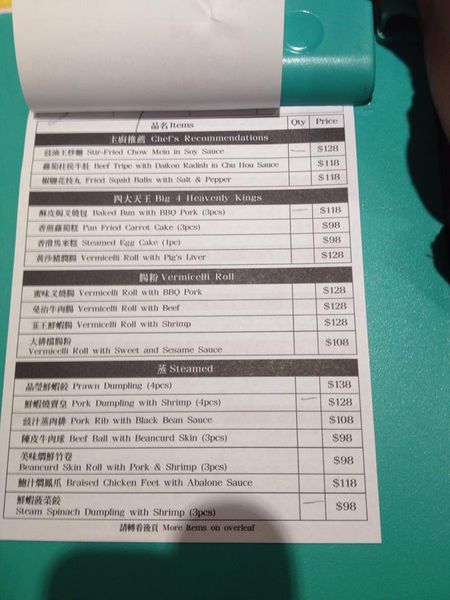 品名 Items Qty Price
主廚推薦 Chef's Recommendations
豉油王炒麵 Stir-Fried Chow Mein in Soy Sauce $128
蘿蔔柱侯牛肚 Beef Tripe with Daikon Radish in Chu Hou Sauce $118
椒鹽花枝丸 Fried Squid Balls with Salt & Pepper $118
四大天王 Big 4 Heavenly Kings
酥皮焗叉燒包 Baked Bun with BBQ Pork (3pcs) $118
香煎蘿蔔糕 Pan Fried Carrot Cake (3pcs) $98
香滑馬來糕 Steamed Egg Cake (1pc) $98
黃沙豬潤腸 Vermicelli Roll with Pig's Liver $128
腸粉 Vermicelli Roll
蜜味叉燒腸 Vermicelli Roll with BBQ Pork $128
免治牛肉腸 Vermicelli Roll with Beef $128
韮王鮮蝦腸 Vermicelli Roll with Shrimp $128
大排檔腸粉
Vermicelli Roll with Sweet and Sesame Sauce $108
蒸 Steamed
晶瑩鮮蝦餃 Prawn Dumpling (4pcs) $138
鮮蝦燒賣皇 Pork Dumpling with Shrimp (4pcs) $128
豉汁蒸肉排 Pork Rib with Black Bean Sauce $108
陳皮牛肉球 Beef Ball with Beancurd Skin (3pcs) $98
美味燜鮮竹卷
Beancurd Skin Roll with Pork & Shrimp (3pcs) $98
鮑汁燜鳳爪 Braised Chicken Feet with Abalone Sauce $118
鮮蝦菠菜餃
Steam Spinach Dumpling with Shrimp (3pcs) $98
請轉看後頁 More items on overleaf